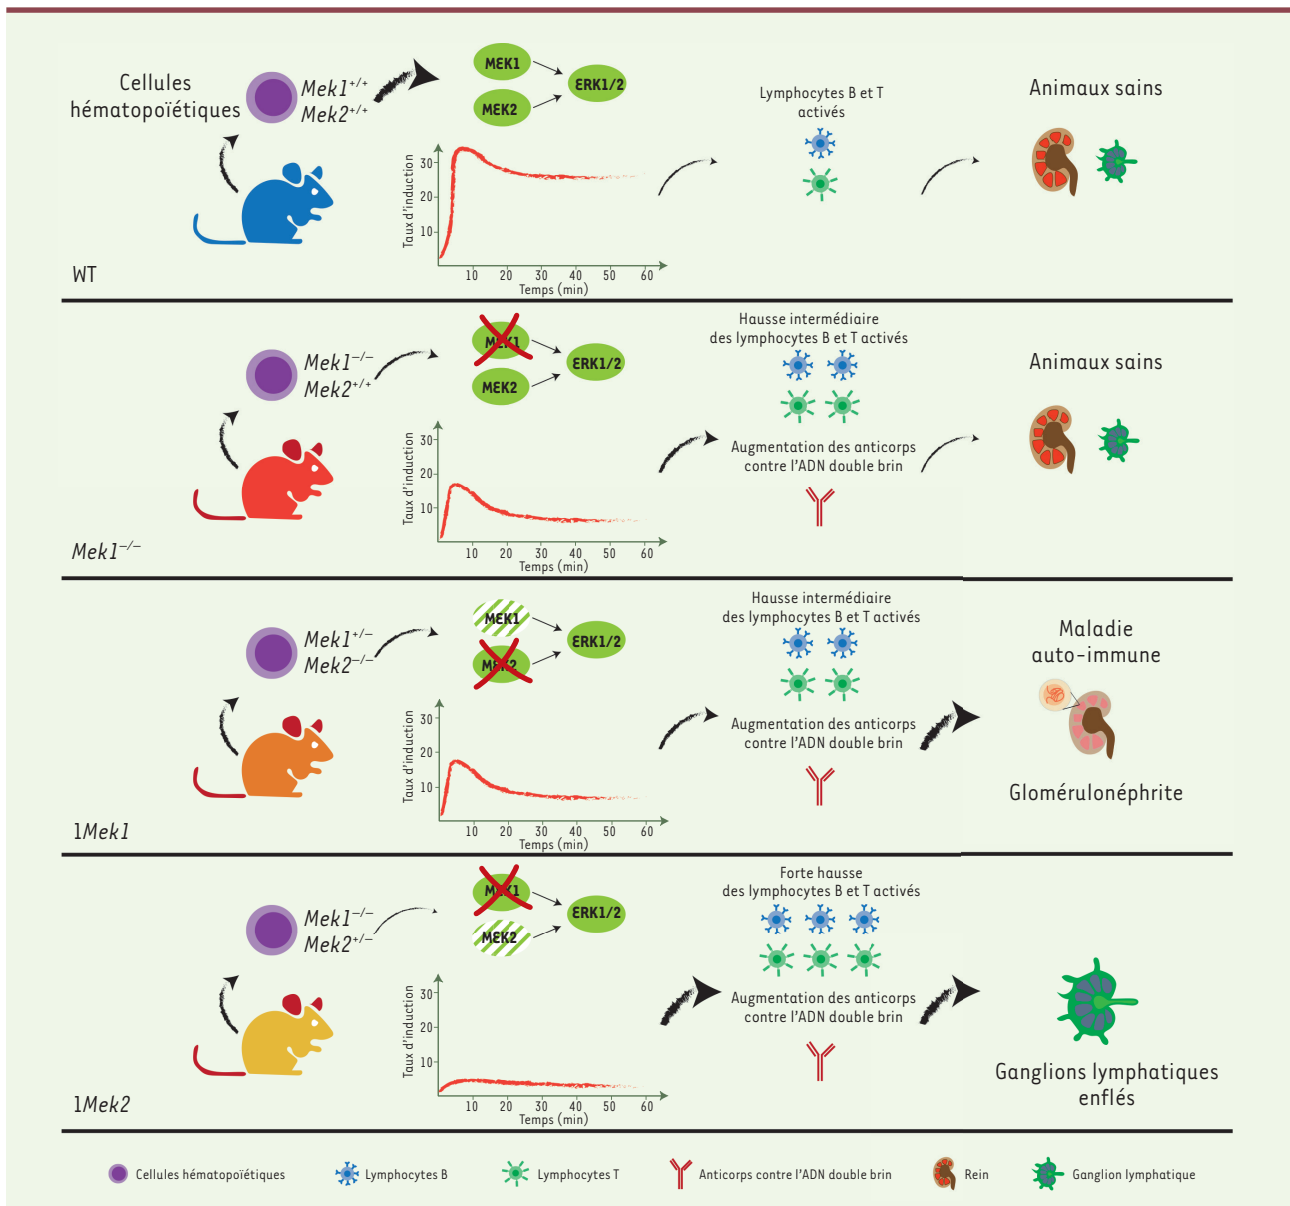 Cellules
hématopoïétiques
Mek1+/+
Mek2+/+
MEK1
MEK2
ERK1/2
Taux d'induction
30
20
10
10 20 30 40 50 60
Temps (min)
Lymphocytes B et T
activés
Animaux sains
WT
Mek1−/−
Mek2+/+
MEK1
MEK2
ERK1/2
Taux d'induction
30
20
10
10 20 30 40 50 60
Temps (min)
Hausse intermédiaire
des lymphocytes B et T activés
Augmentation des anticorps
contre l'ADN double brin
Animaux sains
Mek1−/−
Mek1+/−
Mek2−/−
MEK1
MEK2
ERK1/2
Taux d'induction
30
20
10
10 20 30 40 50 60
Temps (min)
Hausse intermédiaire
des lymphocytes B et T activés
Augmentation des anticorps
contre l'ADN double brin
Maladie
auto-immune
Glomérulonéphrite
1Mek1
Mek1−/−
Mek2+/−
MEK1
MEK2
ERK1/2
Taux d'induction
30
20
10
10 20 30 40 50 60
Temps (min)
Forte hausse
des lymphocytes B et T activés
Augmentation des anticorps
contre l'ADN double brin
Ganglions lymphatiques
enflés
1Mek2
Cellules hématopoïétiques Lymphocytes B Lymphocytes T Anticorps contre l'ADN double brin Rein Ganglion lymphatique